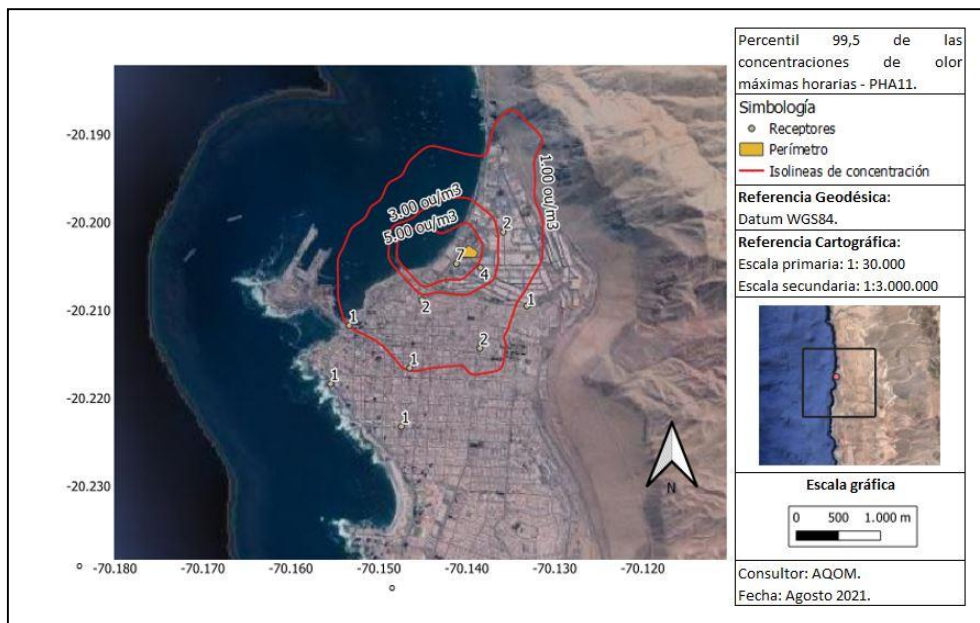 Percentil 99,5 de las
concentraciones de olor
máximas horarias - PHA11.
Simbología
Receptores
Perímetro
Isolineas de concentración
Referencia Geodésica:
Datum WGS84.
Referencia Cartográfica:
Escala primaria: 1: 30.000
Escala secundaria: 1:3.000.000
Escala gráfica
0 500 1.000 m
Consultor: AQOM.
Fecha: Agosto 2021.
-20.190
-20.200
-20.210
-20.220
-20.230
1.00 ou/m3
3.00 ou/m3
5.00 ou/m3
2
7
4
2
1
1
2
1
1
1
N
° -70.180 -70.170 -70.160 -70.150 -70.140 -70.130 -70.120
°